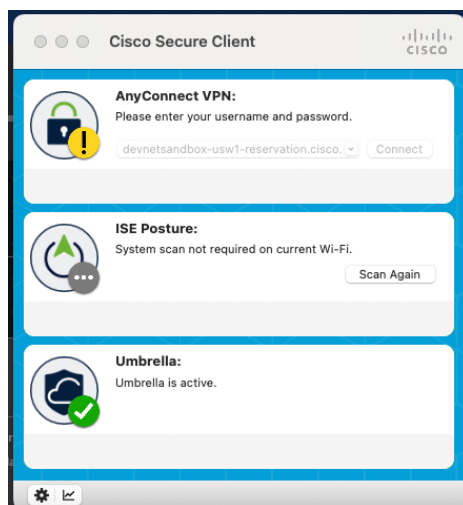 Cisco Secure Client
CISCO
AnyConnect VPN:
Please enter your username and password.
devnetsandbox-usw1-reservation.cisco.
Connect
ISE Posture:
System scan not required on current Wi-Fi.
Scan Again
Umbrella:
Umbrella is active.